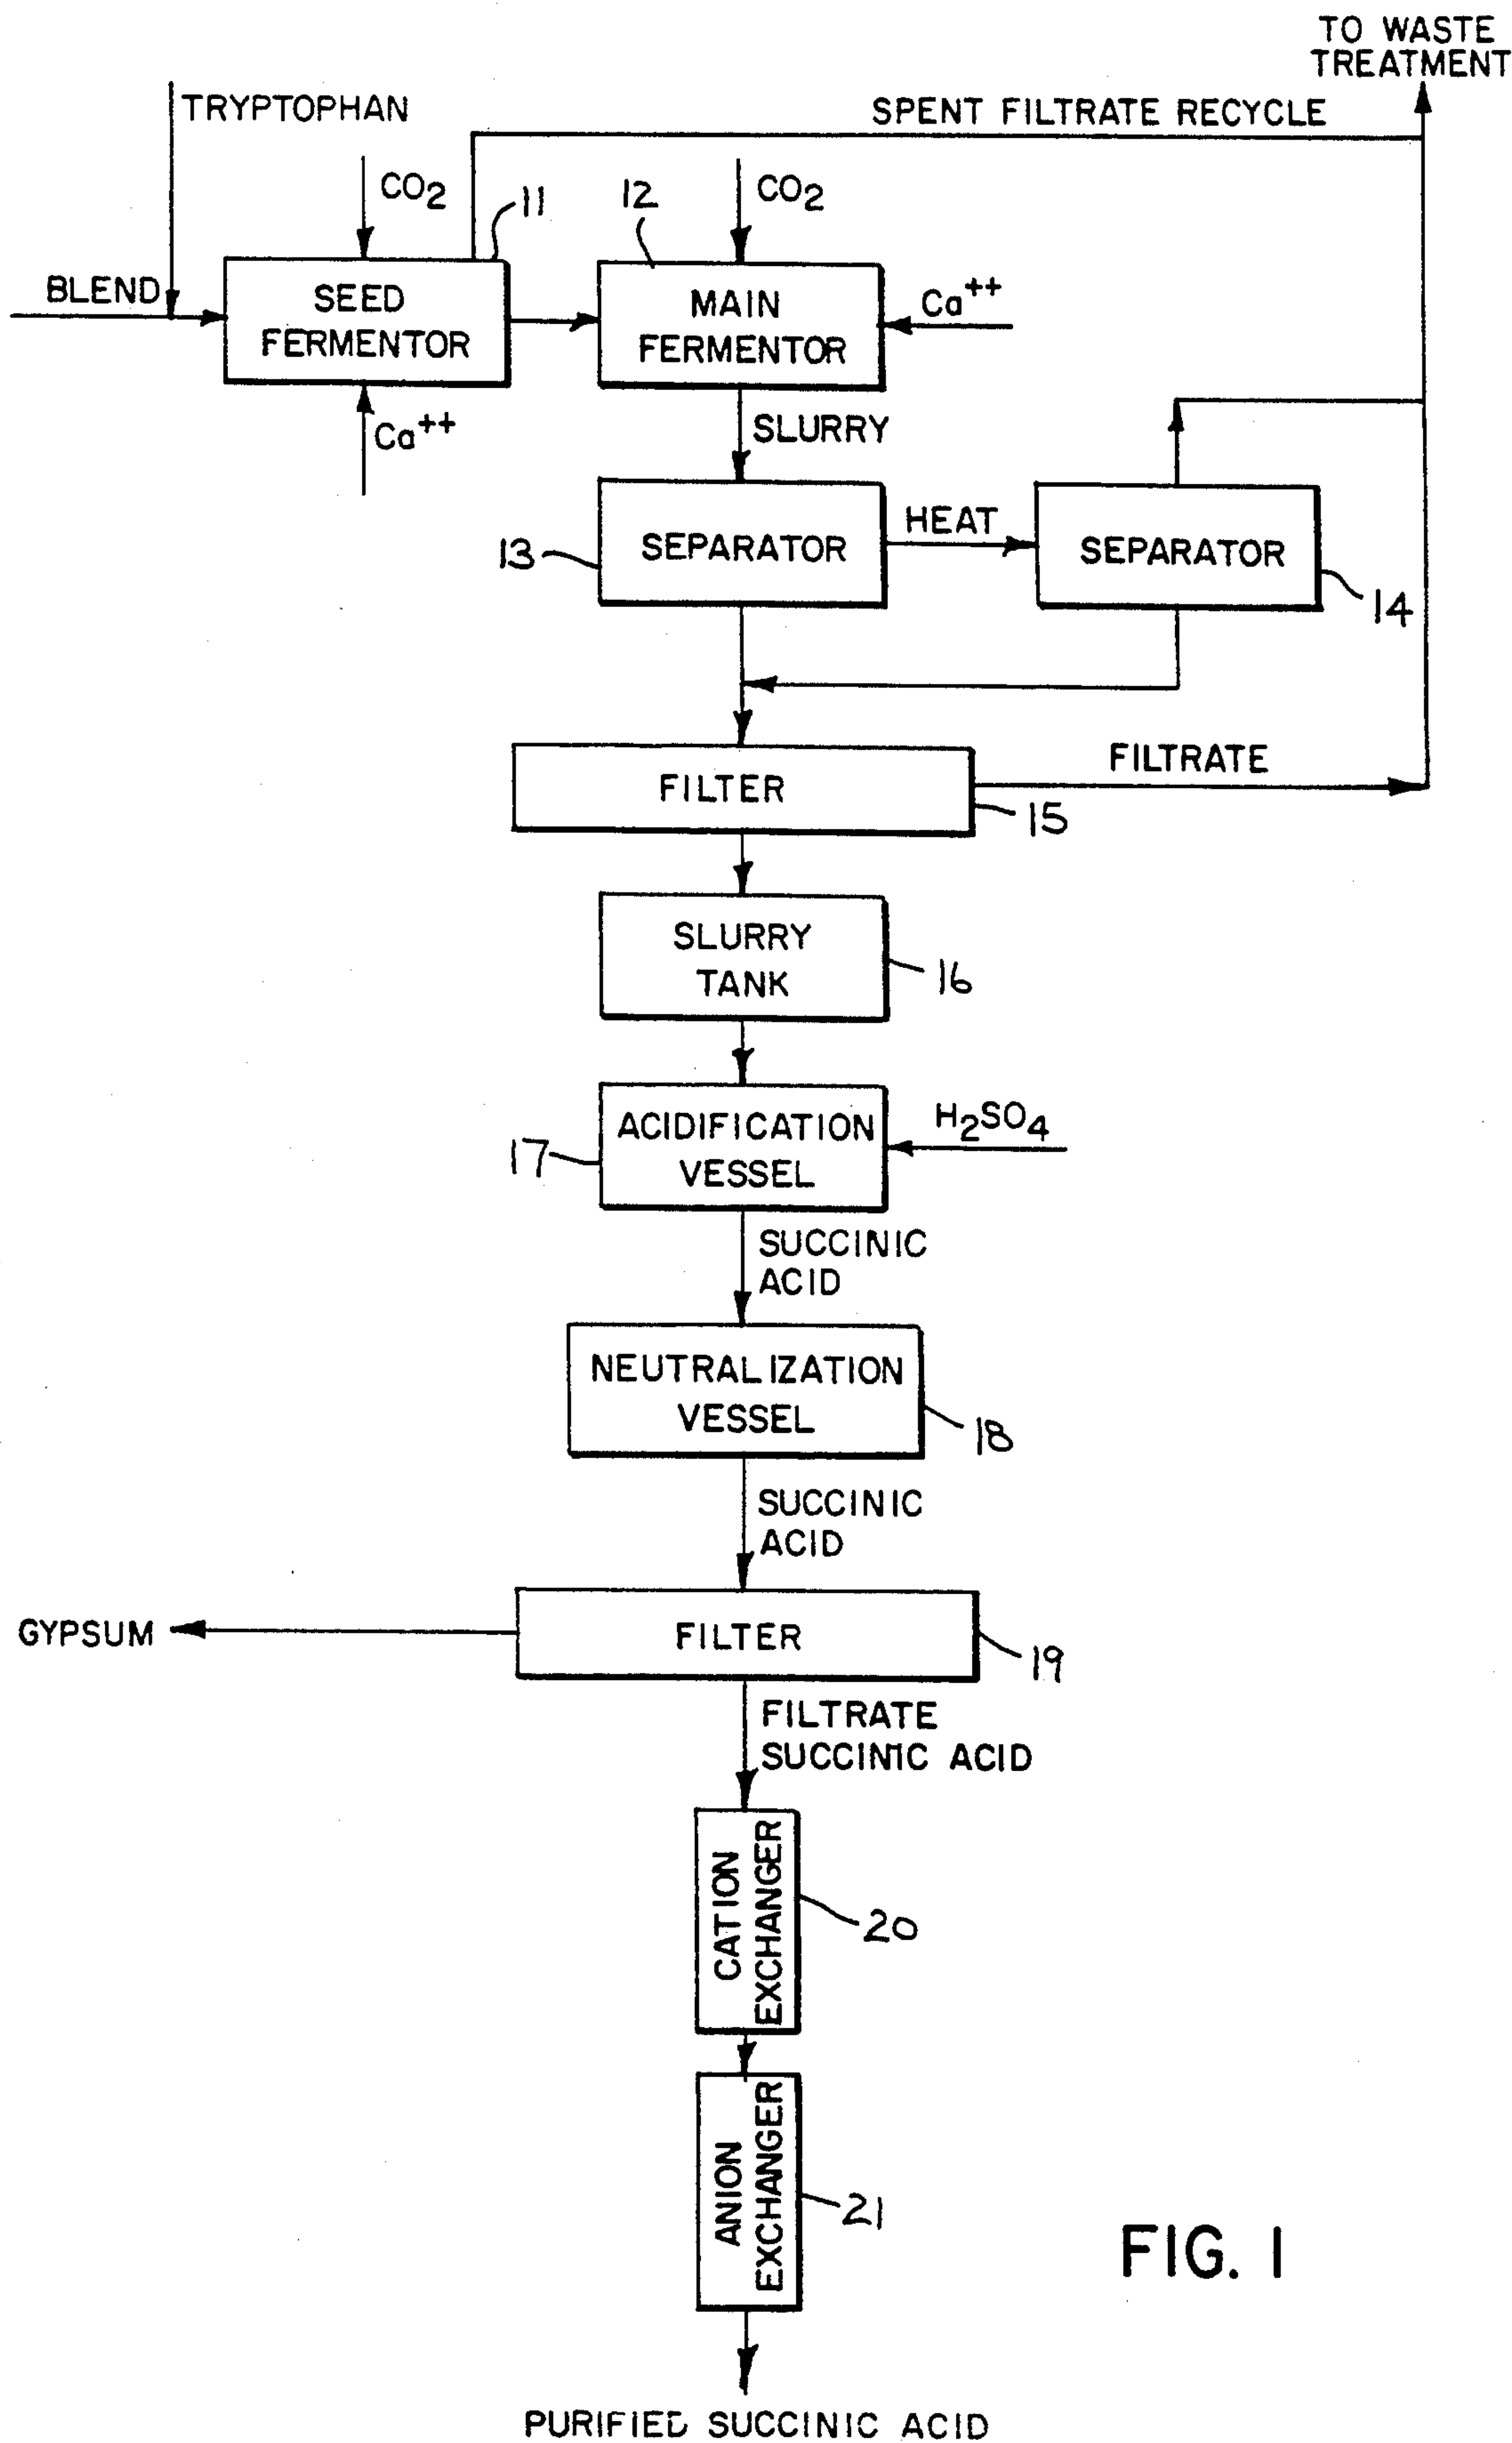 TO WASTE
TREATMENT
TRYPTOPHAN
SPENT FILTRATE RECYCLE
CO2
11
12
CO2
BLEND
SEED
FERMENTOR
MAIN
FERMENTOR
Ca++
Ca++
SLURRY
13
SEPARATOR
HEAT
SEPARATOR
14
FILTER
FILTRATE
15
SLURRY
TANK
16
ACIDIFICATION
VESSEL
H2SO4
17
SUCCINIC
ACID
NEUTRALIZATION
VESSEL
18
SUCCINIC
ACID
GYPSUM
FILTER
19
FILTRATE
SUCCINIC ACID
CATION
EXCHANGER
20
ANION
EXCHANGER
21
FIG. 1
PURIFIED SUCCINIC ACID